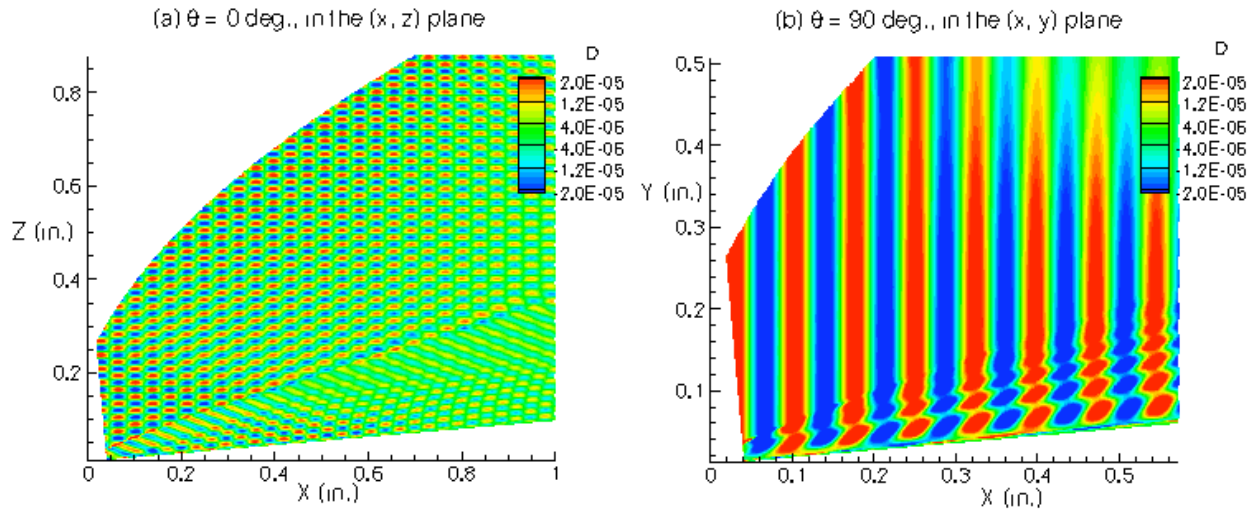 (a) θ = 0 deg., in the (x, z) plane
D
2.0E-05
1.2E-05
4.0E-06
-4.0E-06
-1.2E-05
-2.0E-05
0.8
0.6
Z (in.)
0.4
0.2
0
0.2
0.4
0.6
0.8
1
X (in.)
(b) θ = 90 deg., in the (x, y) plane
D
2.0E-05
1.2E-05
4.0E-06
-4.0E-06
-1.2E-05
-2.0E-05
0.5
0.4
Y (in.)
0.3
0.2
0.1
0
0.1
0.2
0.3
0.4
0.5
X (in.)